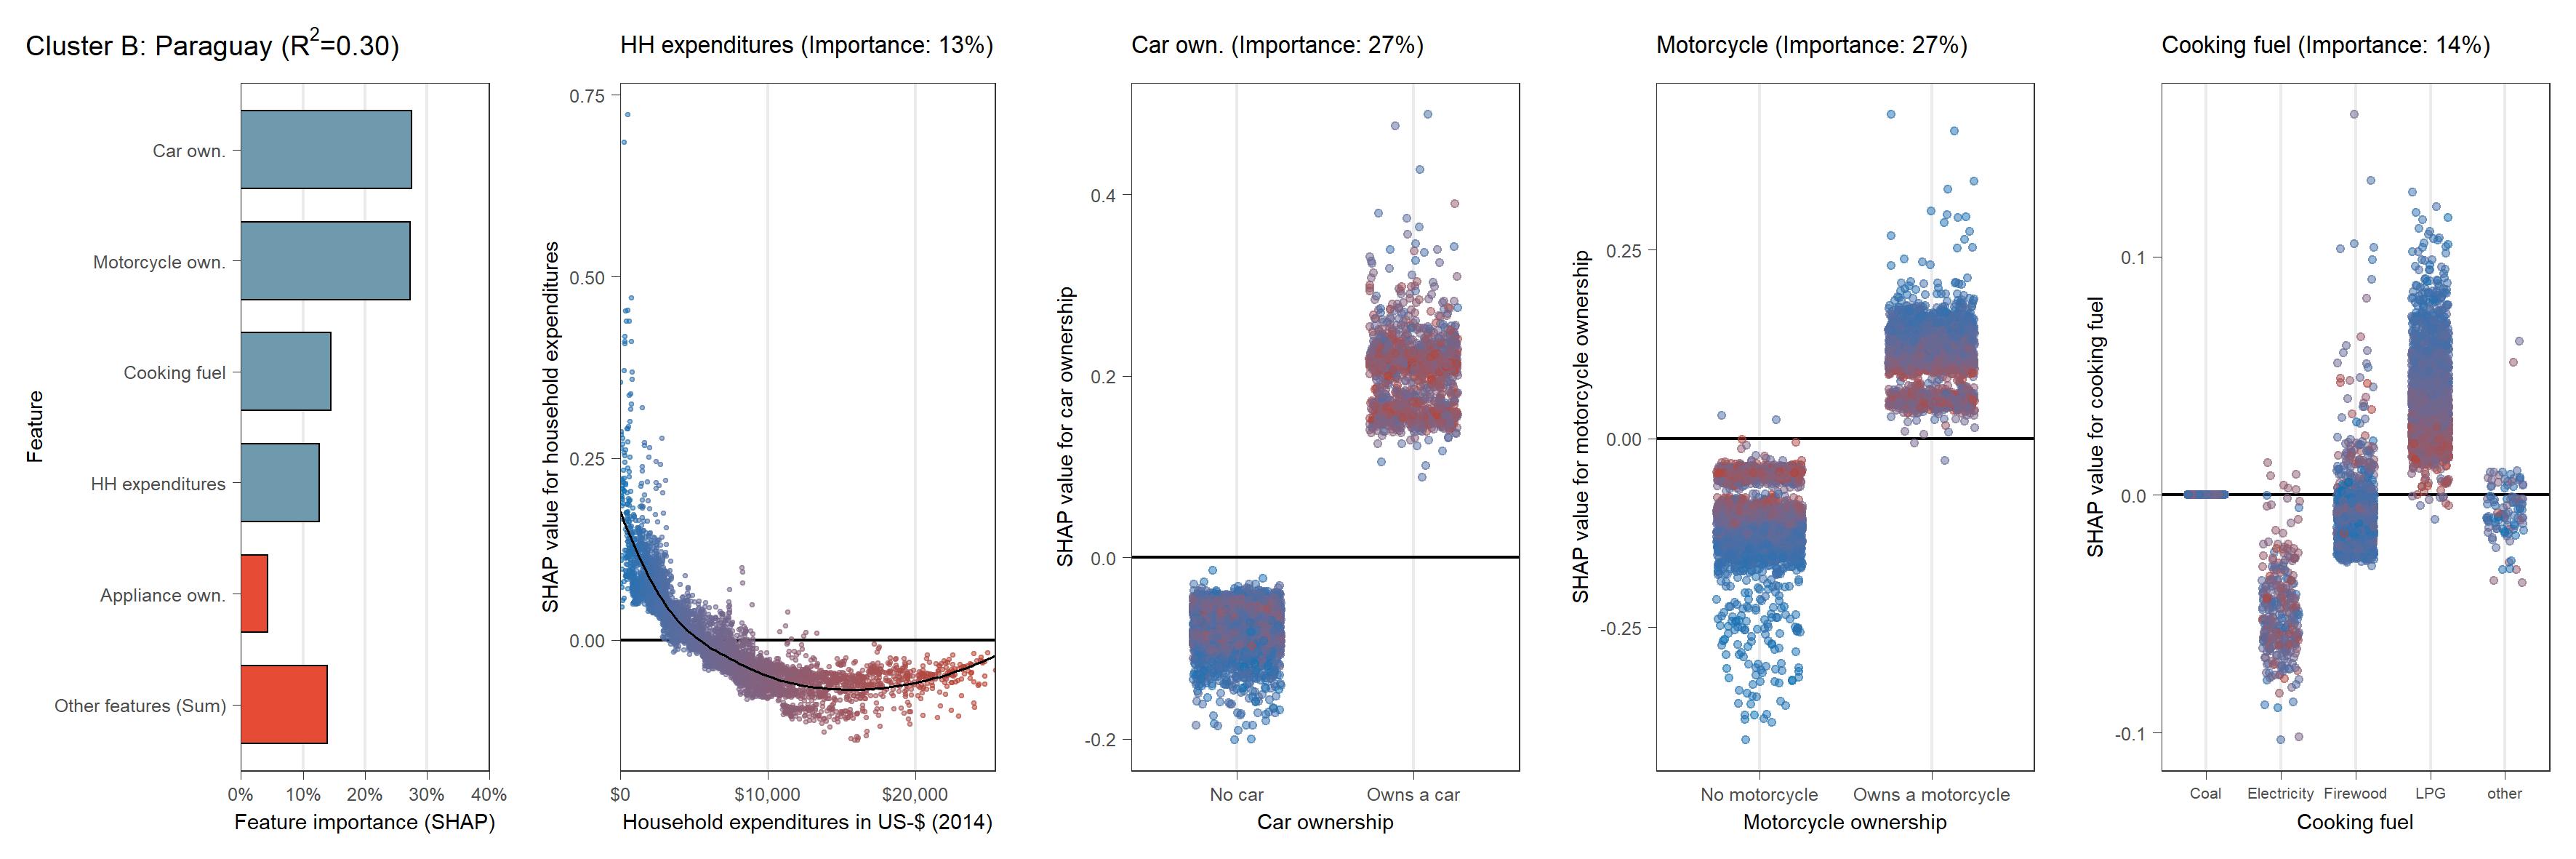 Cluster B: Paraguay (R2=0.30)
Feature
Car own.
Motorcycle own.
Cooking fuel
HH expenditures
Appliance own.
Other features (Sum)
0% 10% 20% 30% 40%
Feature importance (SHAP)
HH expenditures (Importance: 13%)
SHAP value for household expenditures
0.75
0.50
0.25
0.00
$0 $10,000 $20,000
Household expenditures in US-$ (2014)
Car own. (Importance: 27%)
SHAP value for car ownership
0.4
0.2
0.0
-0.2
No car Owns a car
Car ownership
Motorcycle (Importance: 27%)
SHAP value for motorcycle ownership
0.25
0.00
-0.25
No motorcycle Owns a motorcycle
Motorcycle ownership
Cooking fuel (Importance: 14%)
SHAP value for cooking fuel
0.1
0.0
-0.1
Coal Electricity Firewood LPG other
Cooking fuel